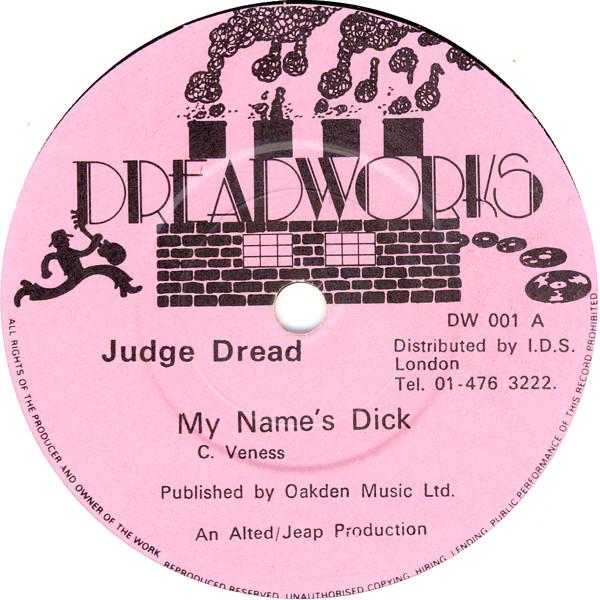 DREADWORKS
DW 001 A
Judge Dread
Distributed by I.D.S.
London
Tel. 01-476 3222.
My Name's Dick
C. Veness
Published by Oakden Music Ltd.
An Alted/Jeap Production
ALL RIGHTS OF THE PRODUCER AND OWNER OF THE WORK REPRODUCED RESERVED. UNAUTHORISED COPYING, HIRING, LENDING, PUBLIC PERFORMANCE OF THIS RECORD PROHIBITED